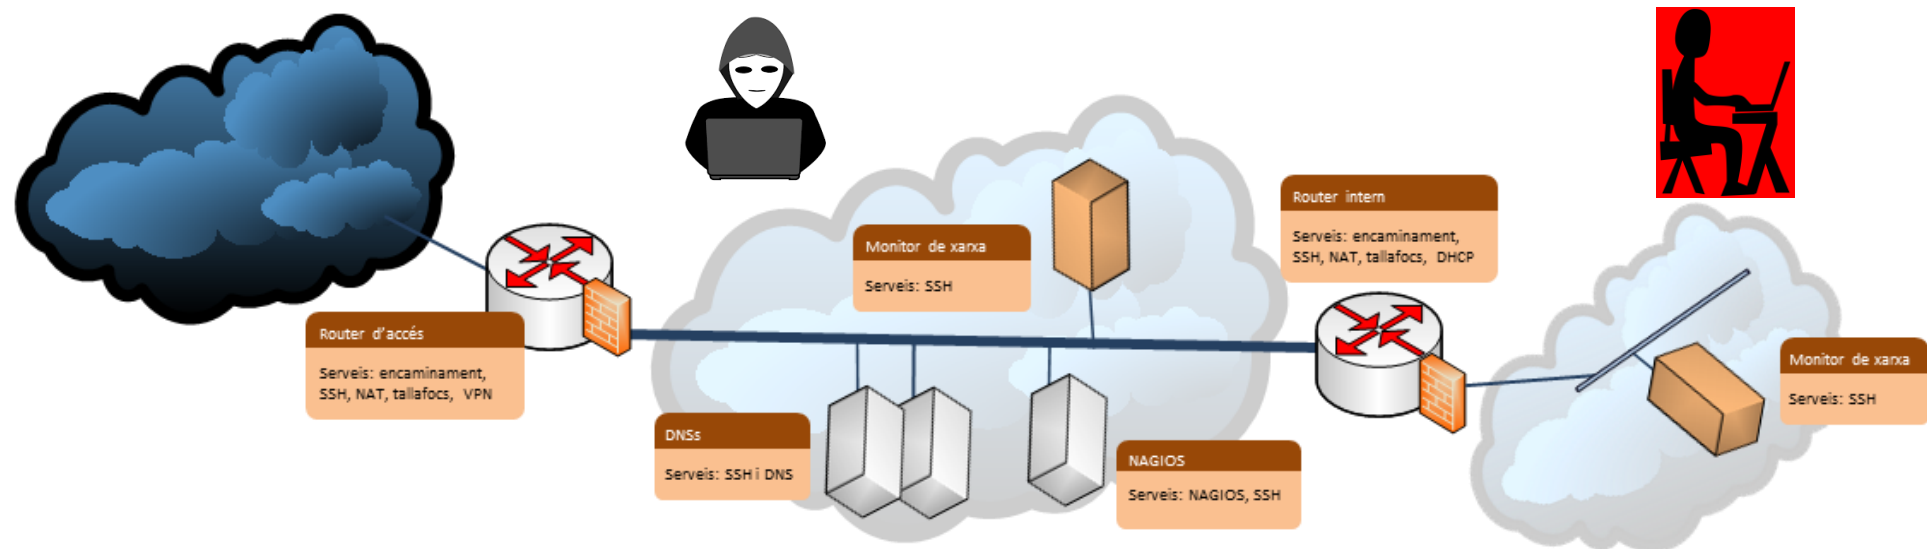 Router d'accés
Serveis: encaminament,
SSH, NAT, tallafocs, VPN
Monitor de xarxa
Serveis: SSH
DNSs
Serveis: SSH i DNS
NAGIOS
Serveis: NAGIOS, SSH
Router intern
Serveis: encaminament,
SSH, NAT, tallafocs, DHCP
Monitor de xarxa
Serveis: SSH